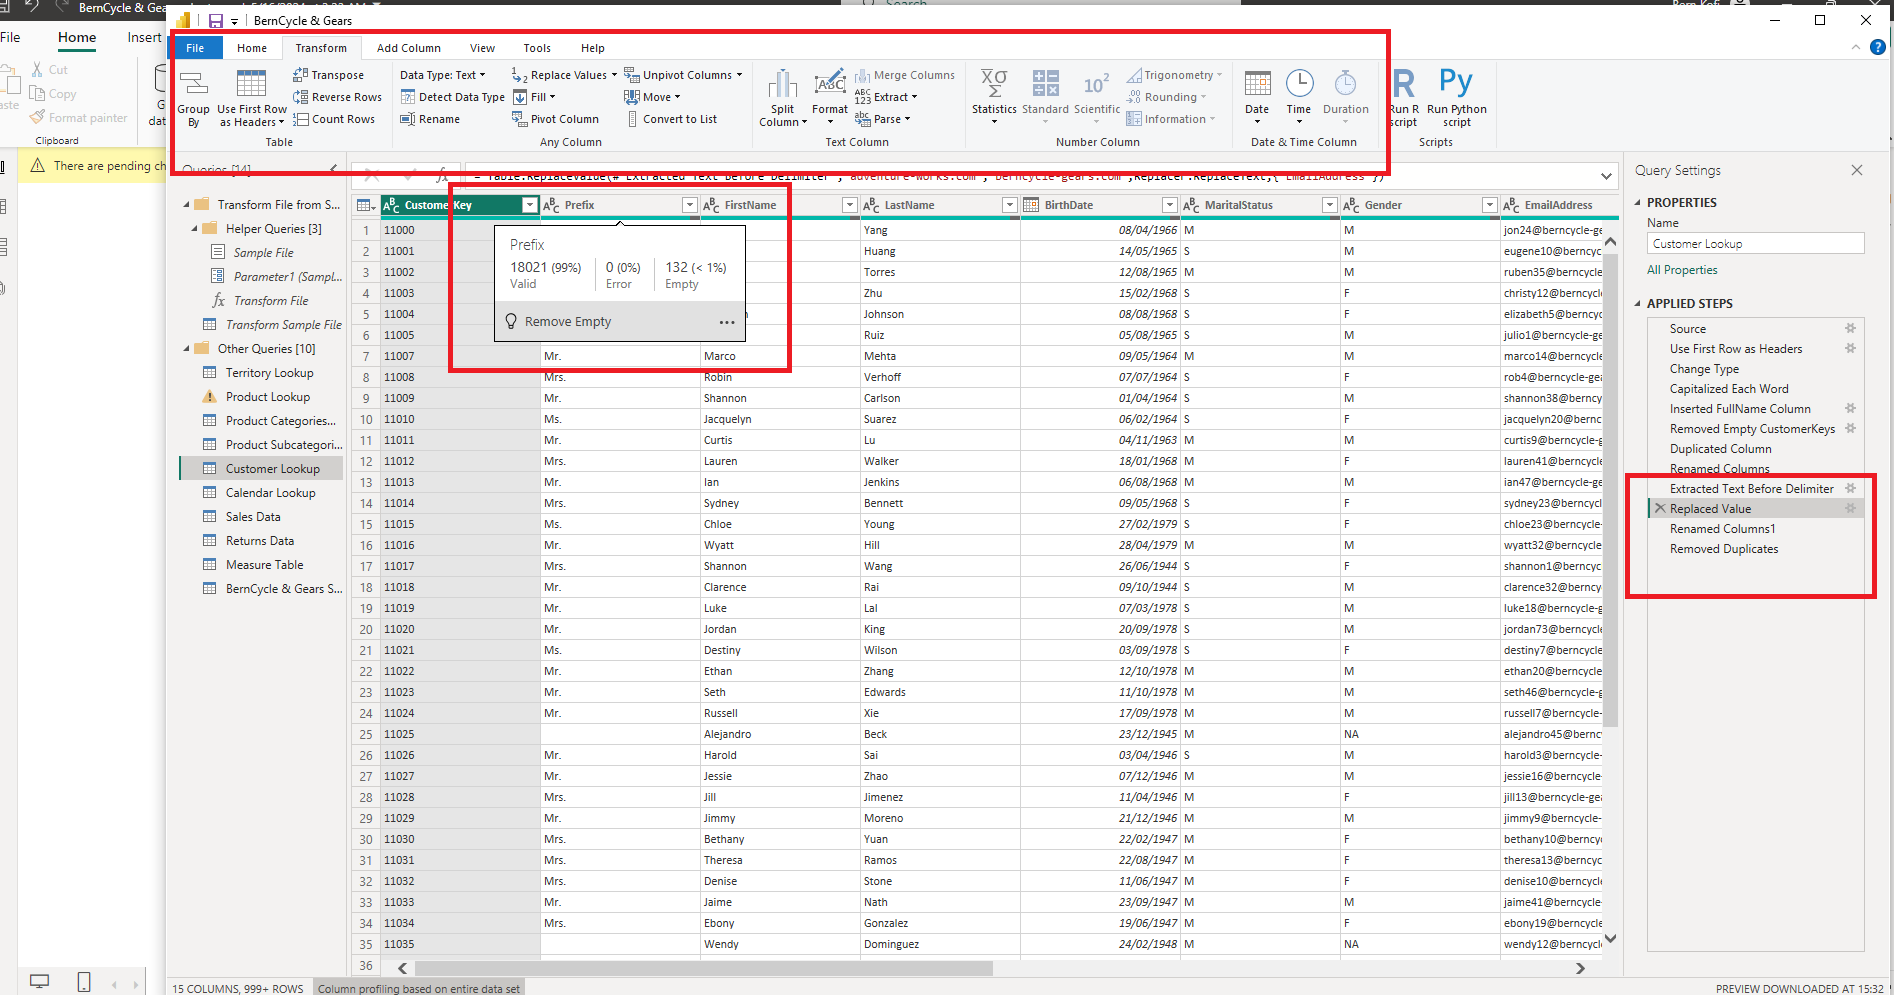 BernCycle & Gears
Search
Bern Kofi
BernCycle & Gears
File
Home
Insert
File
Home
Transform
Add Column
View
Tools
Help
Cut
Copy
Format painter
Clipboard
Group By
Use First Row as Headers
Transpose
Reverse Rows
Count Rows
Table
Data Type: Text
Detect Data Type
Rename
Replace Values
Fill
Pivot Column
Unpivot Columns
Move
Convert to List
Any Column
Split Column
Format
Merge Columns
Extract
Parse
Text Column
Statistics
Standard
Scientific
Trigonometry
Rounding
Information
Number Column
Date
Time
Duration
Date & Time Column
Run R script
Run Python script
Scripts
There are pending ch
Queries [14]
= Table.ReplaceValue(#"Extracted Text Before Delimiter","adventure-works.com","berncycle-gears.com",Replacer.ReplaceText,{"EmailAddress"})
Transform File from S...
Helper Queries [3]
Sample File
Parameter1 (Sampl...
Transform File
Transform Sample File
Other Queries [10]
Territory Lookup
Product Lookup
Product Categories...
Product Subcategori...
Customer Lookup
Calendar Lookup
Sales Data
Returns Data
Measure Table
BernCycle & Gears S...
CustomerKey Prefix FirstName LastName BirthDate MaritalStatus Gender EmailAddress
1 11000 Yang 08/04/1966 M M jon24@berncycle-ge
2 11001 Huang 14/05/1965 S M eugene10@berncycle
3 11002 Torres 12/08/1965 M M ruben35@berncycle-
4 11003 Zhu 15/02/1968 S F christy12@berncycle
5 11004 Johnson 08/08/1968 S F elizabeth5@berncyc
6 11005 Ruiz 05/08/1965 S M julio1@berncycle-ge
7 11007 Mr. Marco Mehta 09/05/1964 M M marco14@berncycle-
8 11008 Mrs. Robin Verhoff 07/07/1964 S F rob4@berncycle-gea
9 11009 Mr. Shannon Carlson 01/04/1964 S M shannon38@berncyc
10 11010 Ms. Jacquelyn Suarez 06/02/1964 S F jacquelyn20@bernc
11 11011 Mr. Curtis Lu 04/11/1963 M M curtis9@berncycle-g
12 11012 Mrs. Lauren Walker 18/01/1968 M F lauren41@berncycle-
13 11013 Mr. Ian Jenkins 06/08/1968 M M ian47@berncycle-ge
14 11014 Mrs. Sydney Bennett 09/05/1968 S F sydney23@berncycle
15 11015 Ms. Chloe Young 27/02/1979 S F chloe23@berncycle-
16 11016 Mr. Wyatt Hill 28/04/1979 M M wyatt32@berncycle-
17 11017 Mrs. Shannon Wang 26/06/1944 S F shannon1@berncyc
18 11018 Mr. Clarence Rai 09/10/1944 S M clarence32@berncyc
19 11019 Mr. Luke Lal 07/03/1978 S M luke18@berncycle-g
20 11020 Mr. Jordan King 20/09/1978 S M jordan73@berncycle
21 11021 Ms. Destiny Wilson 03/09/1978 S F destiny7@berncycle-
22 11022 Mr. Ethan Zhang 12/10/1978 M M ethan20@berncycle-
23 11023 Mr. Seth Edwards 11/10/1978 M M seth46@berncycle-g
24 11024 Mr. Russell Xie 17/09/1978 M M russell7@berncycle-
25 11025 Alejandro Beck 23/12/1945 M NA alejandro45@berncy
26 11026 Mr. Harold Sai 03/04/1946 S M harold3@berncycle-
27 11027 Mr. Jessie Zhao 07/12/1946 M M jessie16@berncycle-
28 11028 Mrs. Jill Jimenez 11/04/1946 M F jill13@berncycle-gea
29 11029 Mr. Jimmy Moreno 21/12/1946 M M jimmy9@berncycle-
30 11030 Mrs. Bethany Yuan 22/02/1947 M F bethany10@berncycl
31 11031 Mrs. Theresa Ramos 22/08/1947 M F theresa13@berncycl
32 11032 Mrs. Denise Stone 11/06/1947 M F denise10@berncycle
33 11033 Mr. Jaime Nath 23/09/1947 M M jaime41@berncycle-
34 11034 Mrs. Ebony Gonzalez 19/06/1947 M F ebony19@berncycle
35 11035 Wendy Dominguez 24/02/1948 M NA wendy12@berncycle
36
Prefix
18021 (99%) 0 (0%) 132 (< 1%)
Valid Error Empty
Remove Empty
Query Settings
PROPERTIES
Name
Customer Lookup
All Properties
APPLIED STEPS
Source
Use First Row as Headers
Change Type
Capitalized Each Word
Inserted FullName Column
Removed Empty CustomerKeys
Duplicated Column
Renamed Columns
Extracted Text Before Delimiter
Replaced Value
Renamed Columns1
Removed Duplicates
15 COLUMNS, 999+ ROWS
Column profiling based on entire data set
PREVIEW DOWNLOADED AT 15:32